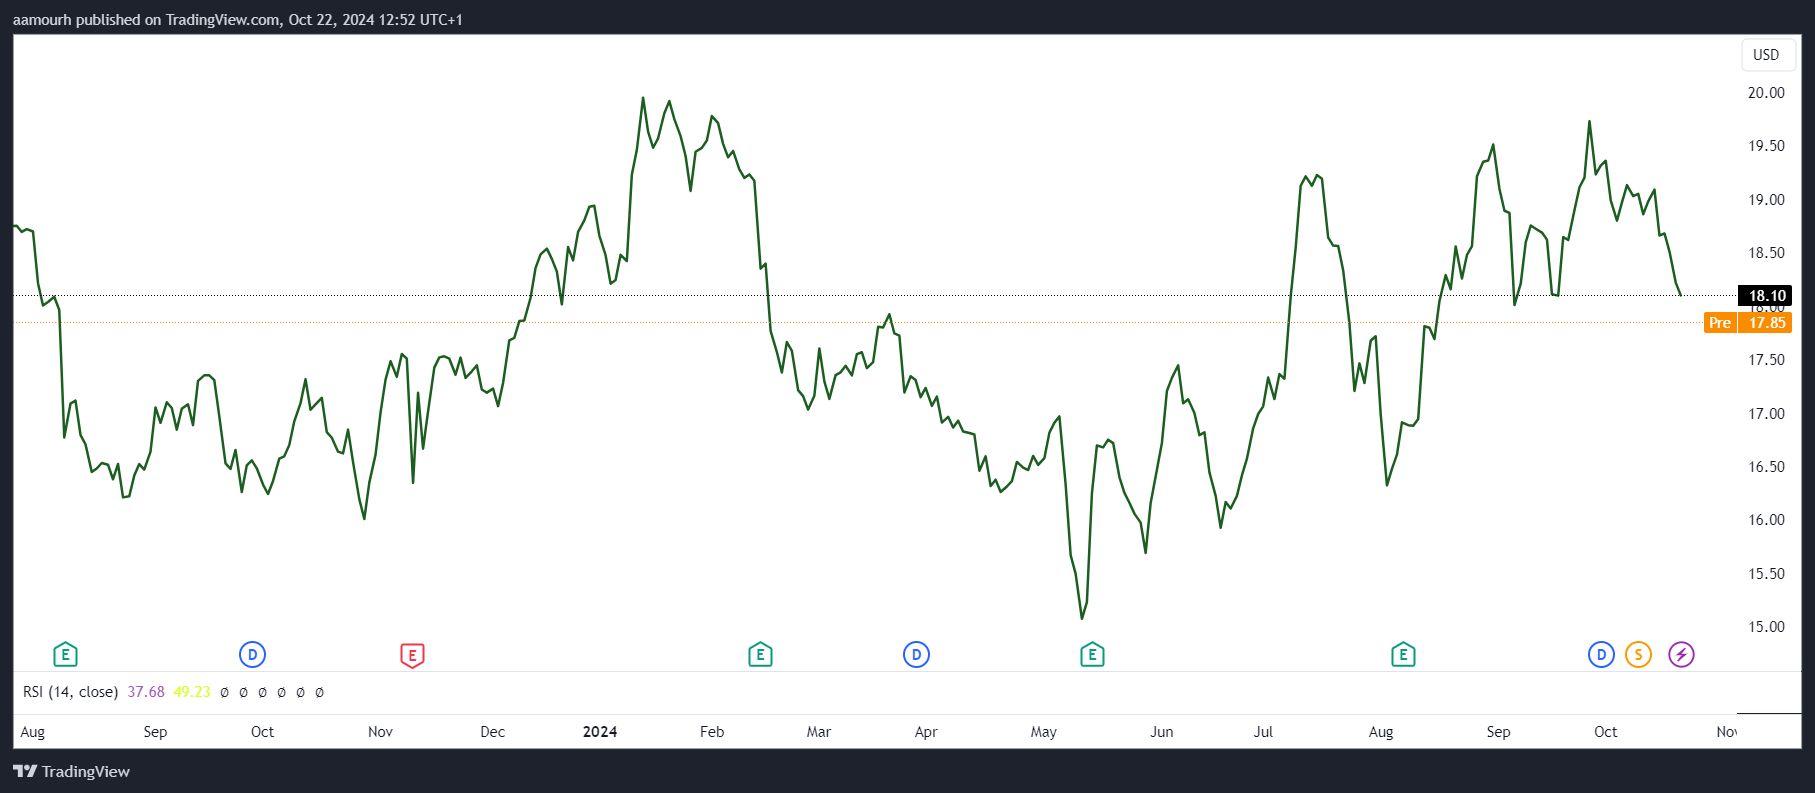 aamourh published on TradingView.com, Oct 22, 2024 12:52 UTC+1
USD
20.00
19.50
19.00
18.50
18.10
18.00
Pre 17.85
17.50
17.00
16.50
16.00
15.50
15.00
E D E E D E E D S
RSI (14, close) 37.68 49.23 ∅ ∅ ∅ ∅ ∅ ∅
Aug Sep Oct Nov Dec 2024 Feb Mar Apr May Jun Jul Aug Sep Oct Nov
TradingView